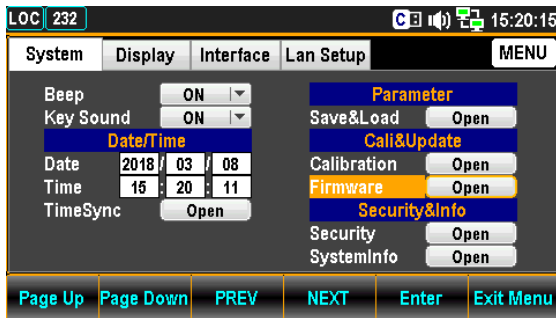 LOC 232 C 15:20:15
System Display Interface Lan Setup MENU
Beep ON
Key Sound ON
Date/Time
Date 2018 / 03 / 08
Time 15 : 20 : 11
TimeSync Open
Parameter
Save&Load Open
Cali&Update
Calibration Open
Firmware Open
Security&Info
Security Open
SystemInfo Open
Page Up Page Down PREV NEXT Enter Exit Menu